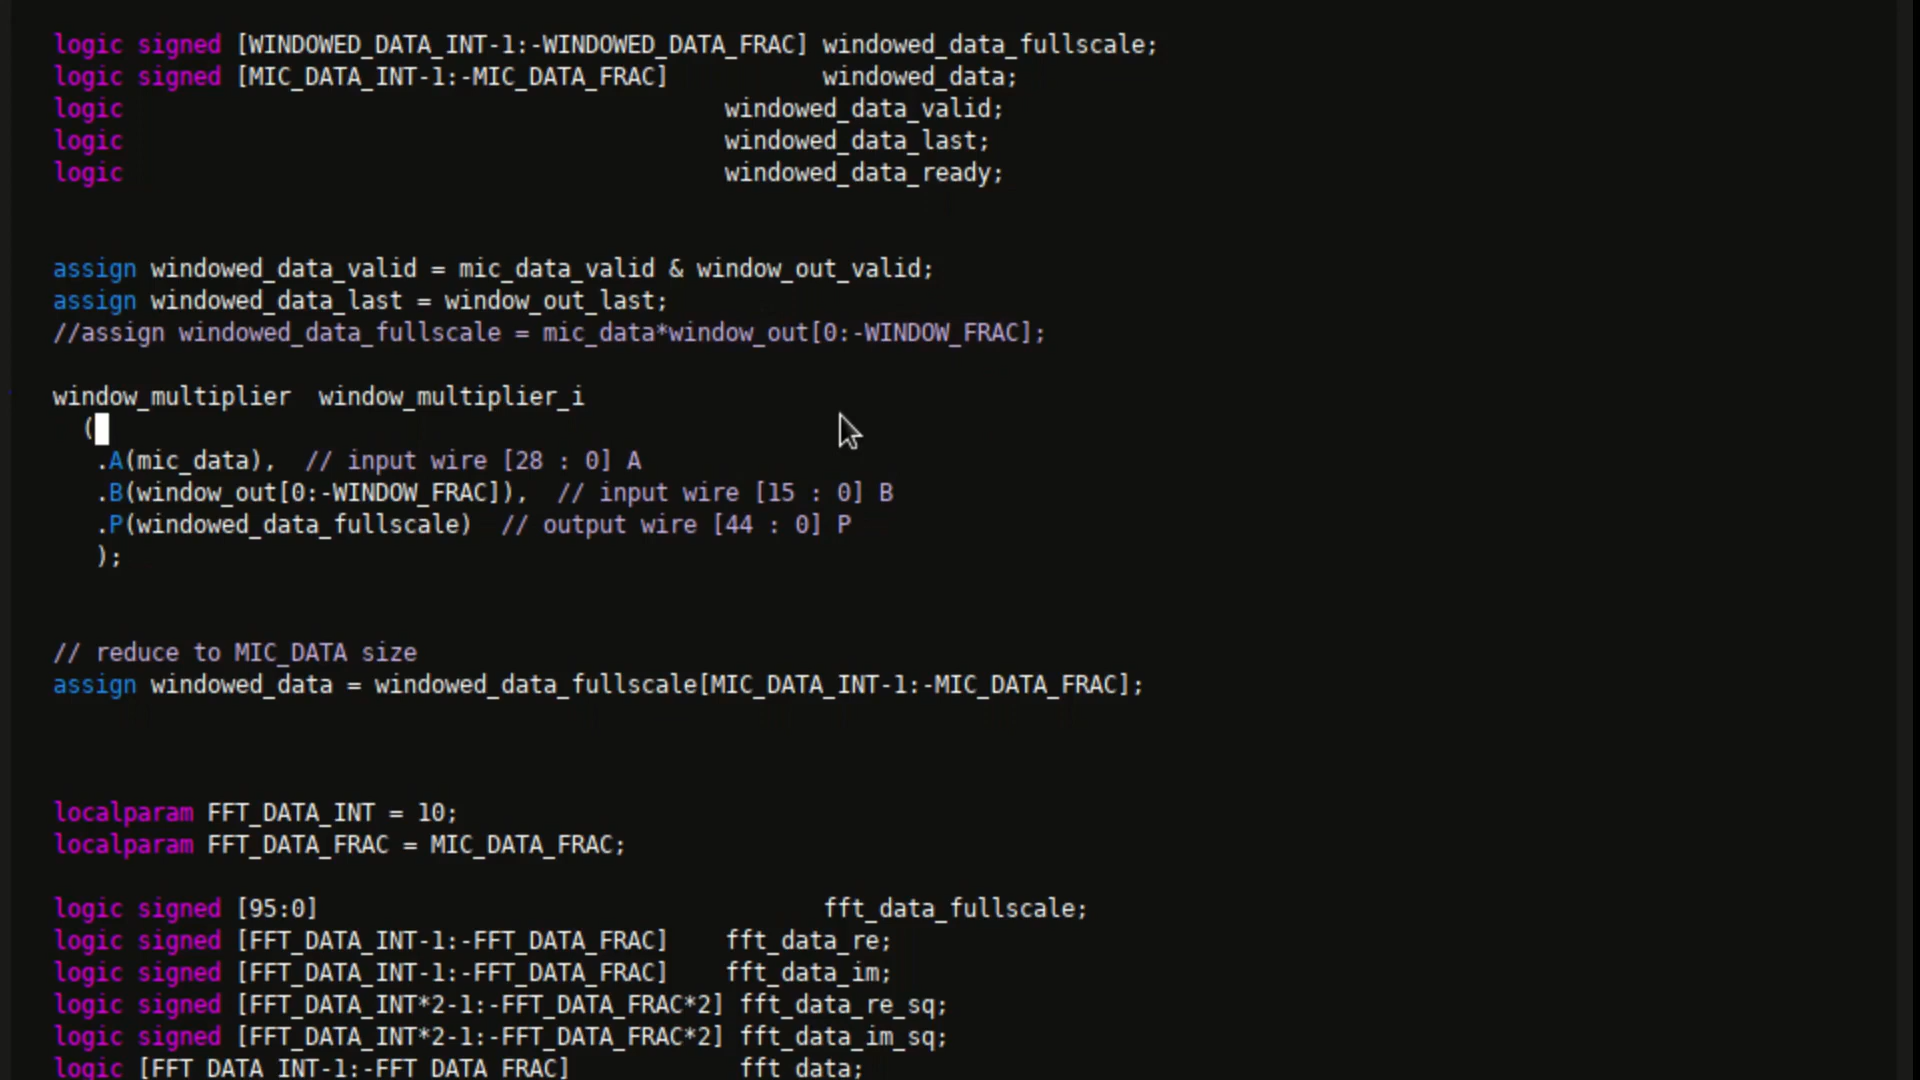 logic signed [WINDOWED_DATA_INT-1:-WINDOWED_DATA_FRAC] windowed_data_fullscale;
logic signed [MIC_DATA_INT-1:-MIC_DATA_FRAC] windowed_data;
logic windowed_data_valid;
logic windowed_data_last;
logic windowed_data_ready;
assign windowed_data_valid = mic_data_valid & window_out_valid;
assign windowed_data_last = window_out_last;
//assign windowed_data_fullscale = mic_data*window_out[0:-WINDOW_FRAC];
window_multiplier window_multiplier_i
(
.A(mic_data), // input wire [28 : 0] A
.B(window_out[0:-WINDOW_FRAC]), // input wire [15 : 0] B
.P(windowed_data_fullscale) // output wire [44 : 0] P
);
// reduce to MIC_DATA size
assign windowed_data = windowed_data_fullscale[MIC_DATA_INT-1:-MIC_DATA_FRAC];
localparam FFT_DATA_INT = 10;
localparam FFT_DATA_FRAC = MIC_DATA_FRAC;
logic signed [95:0] fft_data_fullscale;
logic signed [FFT_DATA_INT-1:-FFT_DATA_FRAC] fft_data_re;
logic signed [FFT_DATA_INT-1:-FFT_DATA_FRAC] fft_data_im;
logic signed [FFT_DATA_INT*2-1:-FFT_DATA_FRAC*2] fft_data_re_sq;
logic signed [FFT_DATA_INT*2-1:-FFT_DATA_FRAC*2] fft_data_im_sq;
logic [FFT_DATA_INT-1:-FFT_DATA_FRAC] fft_data;